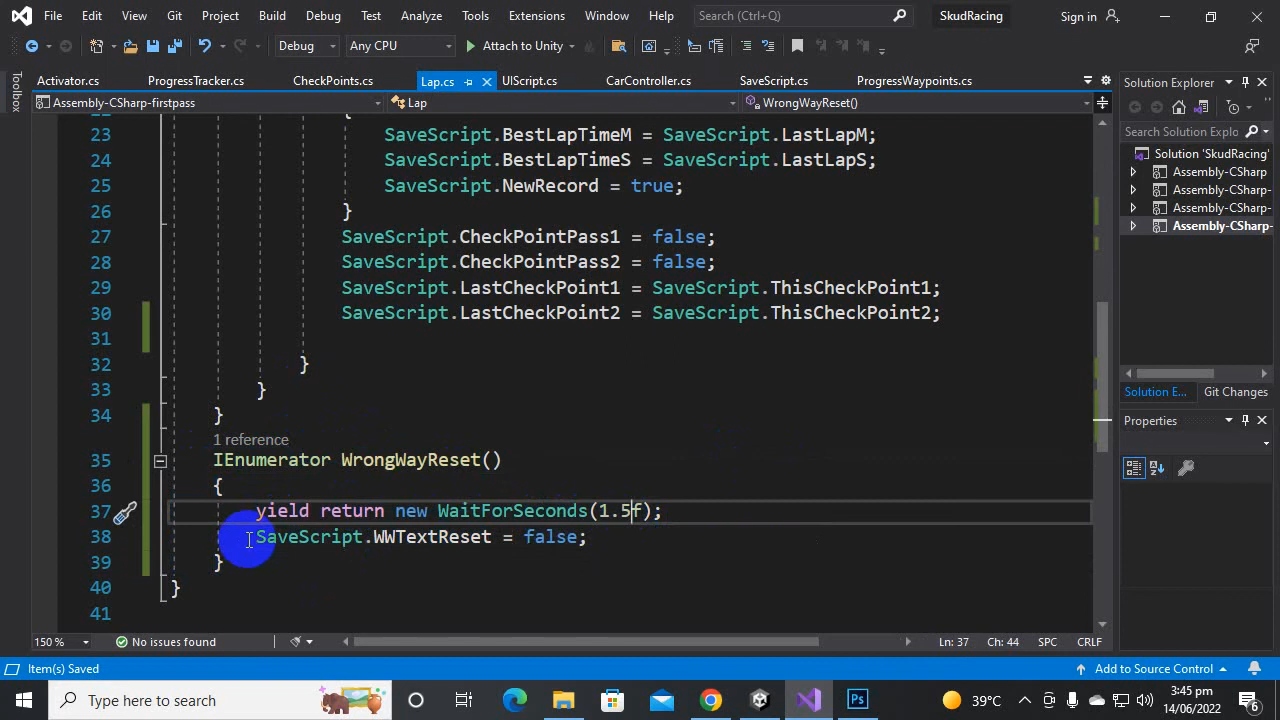 File Edit View Git Project Build Debug Test Analyze Tools Extensions Window Help Search (Ctrl+Q) SkudRacing Sign in
Debug Any CPU Attach to Unity
Toolbox
Activator.cs ProgressTracker.cs CheckPoints.cs Lap.cs UIScript.cs CarController.cs SaveScript.cs ProgressWaypoints.cs
Assembly-CSharp-firstpass Lap WrongWayReset()
22 {
23 SaveScript.BestLapTimeM = SaveScript.LastLapM;
24 SaveScript.BestLapTimeS = SaveScript.LastLapS;
25 SaveScript.NewRecord = true;
26 }
27 SaveScript.CheckPointPass1 = false;
28 SaveScript.CheckPointPass2 = false;
29 SaveScript.LastCheckPoint1 = SaveScript.ThisCheckPoint1;
30 SaveScript.LastCheckPoint2 = SaveScript.ThisCheckPoint2;
31
32 }
33 }
34 }
1 reference
35 IEnumerator WrongWayReset()
36 {
37 yield return new WaitForSeconds(1.5f);
38 SaveScript.WWTextReset = false;
39 }
40 }
41
150 % No issues found Ln: 37 Ch: 44 SPC CRLF
Solution Explorer
Search Solution Explo
Solution 'SkudRacing'
Assembly-CSharp
Assembly-CSharp-
Assembly-CSharp-
Assembly-CSharp-
Solution E... Git Changes
Properties
Item(s) Saved Add to Source Control
Type here to search Ps 39°C 3:45 pm
14/06/2022 6